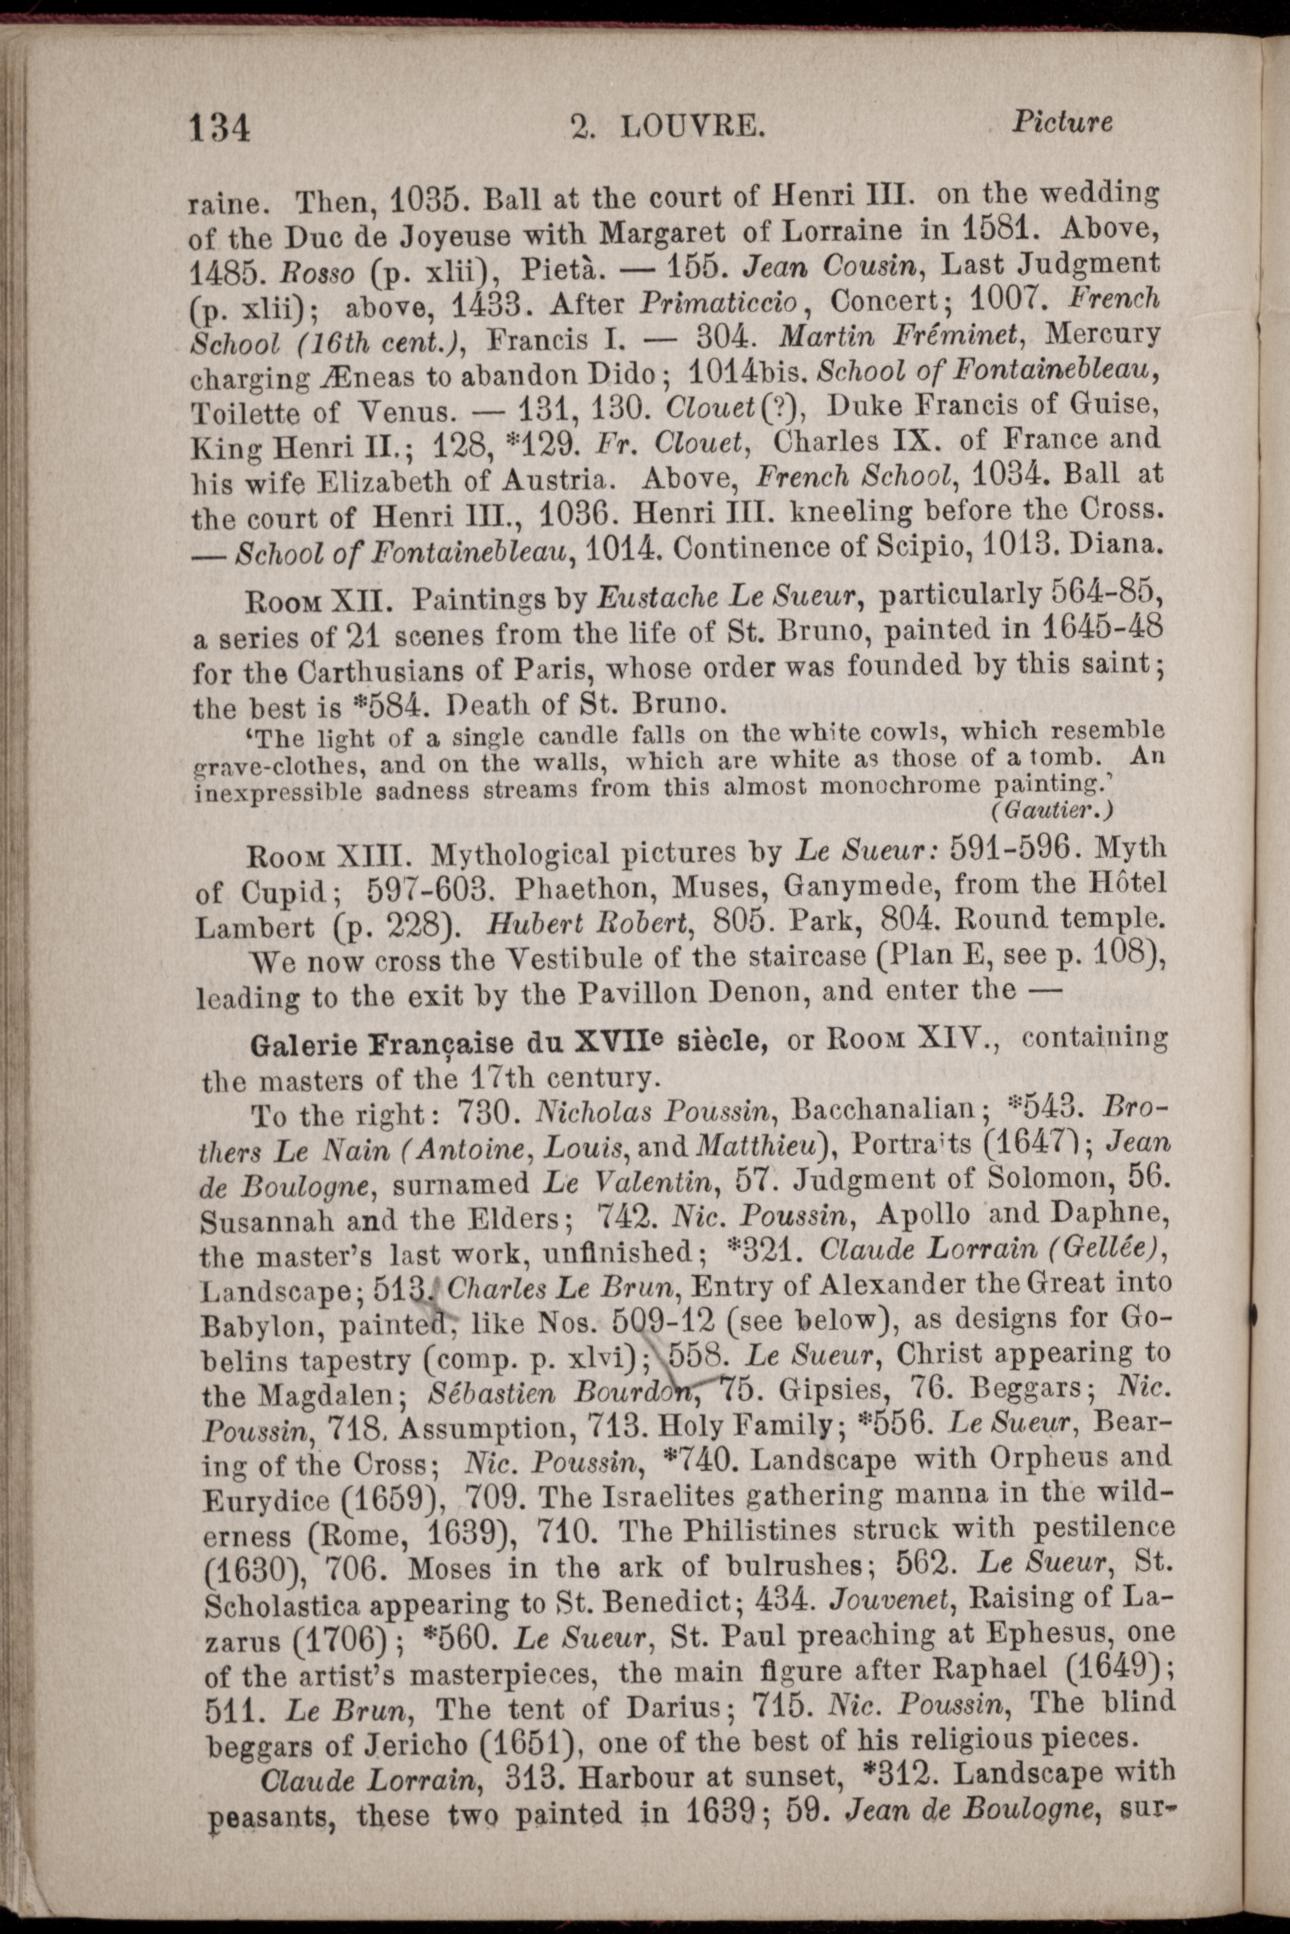 134 2. LOUVRE. Picture
raine. Then, 1035. Ball at the court of Henri III. on the wedding
of the Duc de Joyeuse with Margaret of Lorraine in 1581. Above,
1485. Rosso (p. xlii), Pietà. — 155. Jean Cousin, Last Judgment
(p. xlii); above, 1433. After Primaticcio, Concert; 1007. French
School (16th cent.), Francis I. — 304. Martin Fréminet, Mercury
charging Æneas to abandon Dido; 1014bis. School of Fontainebleau,
Toilette of Venus. — 131, 130. Clouet(?), Duke Francis of Guise,
King Henri II.; 128, *129. Fr. Clouet, Charles IX. of France and
his wife Elizabeth of Austria. Above, French School, 1034. Ball at
the court of Henri III., 1036. Henri III. kneeling before the Cross.
— School of Fontainebleau, 1014. Continence of Scipio, 1013. Diana.
ROOM XII. Paintings by Eustache Le Sueur, particularly 564-85,
a series of 21 scenes from the life of St. Bruno, painted in 1645-48
for the Carthusians of Paris, whose order was founded by this saint;
the best is *584. Death of St. Bruno.
‘The light of a single candle falls on the white cowls, which resemble
grave-clothes, and on the walls, which are white as those of a tomb. An
inexpressible sadness streams from this almost monochrome painting.’
(Gautier.)
ROOM XIII. Mythological pictures by Le Sueur: 591-596. Myth
of Cupid; 597-603. Phaethon, Muses, Ganymede, from the Hôtel
Lambert (p. 228). Hubert Robert, 805. Park, 804. Round temple.
We now cross the Vestibule of the staircase (Plan E, see p. 108),
leading to the exit by the Pavillon Denon, and enter the —
Galerie Française du XVIIe siècle, or ROOM XIV., containing
the masters of the 17th century.
To the right: 730. Nicholas Poussin, Bacchanalian; *543. Bro-
thers Le Nain (Antoine, Louis, and Matthieu), Portraits (1647); Jean
de Boulogne, surnamed Le Valentin, 57. Judgment of Solomon, 56.
Susannah and the Elders; 742. Nic. Poussin, Apollo and Daphne,
the master's last work, unfinished; *321. Claude Lorrain (Gellée),
Landscape; 513. Charles Le Brun, Entry of Alexander the Great into
Babylon, painted, like Nos. 509-12 (see below), as designs for Go-
belins tapestry (comp. p. xlvi); 558. Le Sueur, Christ appearing to
the Magdalen; Sébastien Bourdon, 75. Gipsies, 76. Beggars; Nic.
Poussin, 718. Assumption, 713. Holy Family; *556. Le Sueur, Bear-
ing of the Cross; Nic. Poussin, *740. Landscape with Orpheus and
Eurydice (1659), 709. The Israelites gathering manna in the wild-
erness (Rome, 1639), 710. The Philistines struck with pestilence
(1630), 706. Moses in the ark of bulrushes; 562. Le Sueur, St.
Scholastica appearing to St. Benedict; 434. Jouvenet, Raising of La-
zarus (1706); *560. Le Sueur, St. Paul preaching at Ephesus, one
of the artist's masterpieces, the main figure after Raphael (1649);
511. Le Brun, The tent of Darius; 715. Nic. Poussin, The blind
beggars of Jericho (1651), one of the best of his religious pieces.
Claude Lorrain, 313. Harbour at sunset, *312. Landscape with
peasants, these two painted in 1639; 59. Jean de Boulogne, sur-